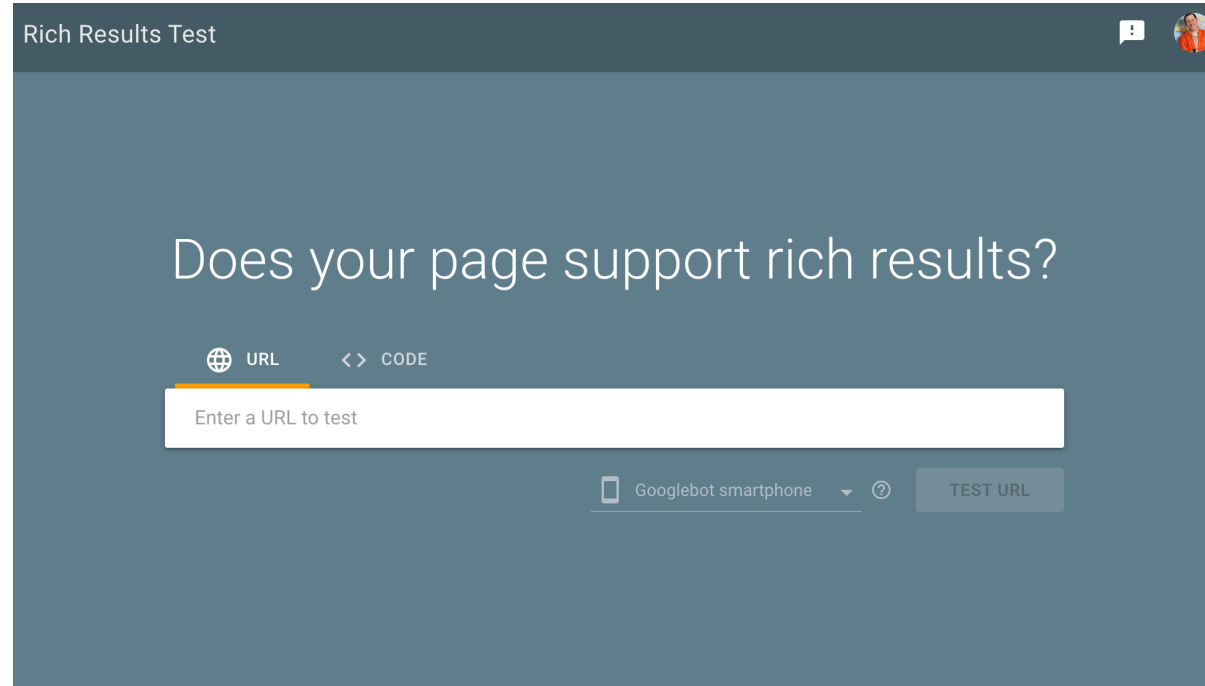 Rich Results Test
Does your page support rich results?
URL
<> CODE
Enter a URL to test
Googlebot smartphone
TEST URL